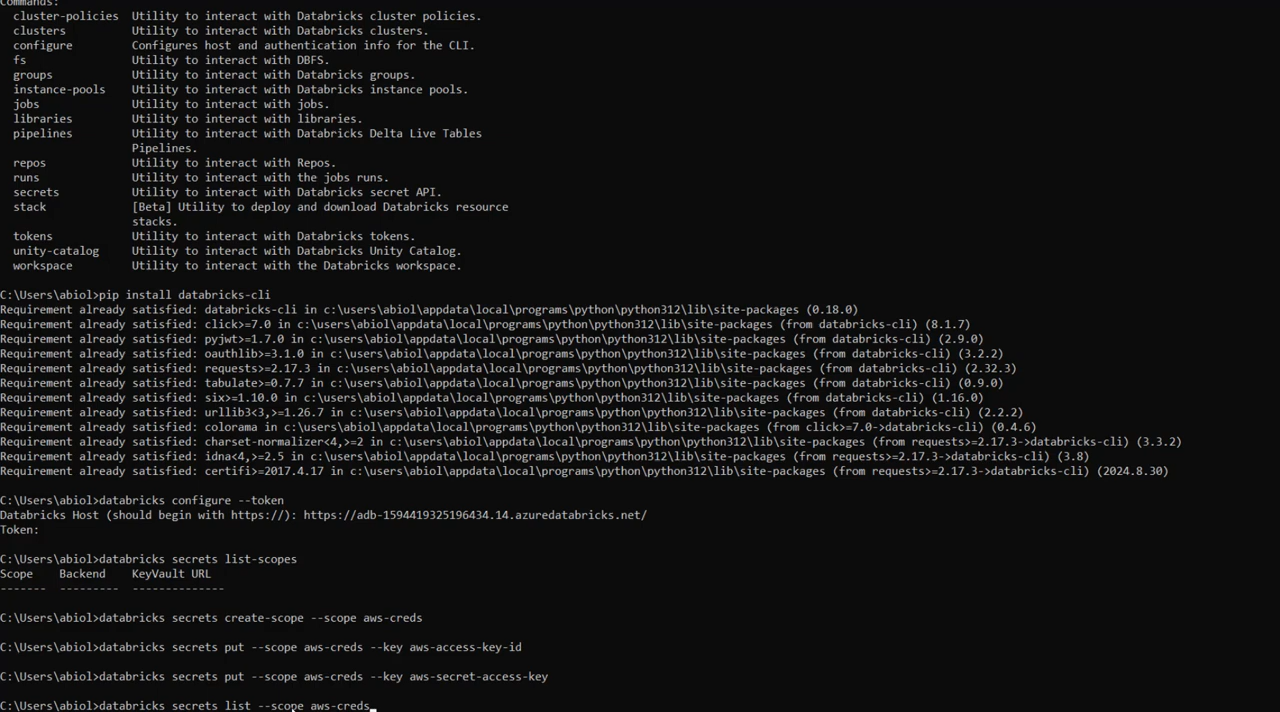 Commands:
cluster-policies  Utility to interact with Databricks cluster policies.
clusters          Utility to interact with Databricks clusters.
configure         Configures host and authentication info for the CLI.
fs                Utility to interact with DBFS.
groups            Utility to interact with Databricks groups.
instance-pools    Utility to interact with Databricks instance pools.
jobs              Utility to interact with jobs.
libraries         Utility to interact with libraries.
pipelines         Utility to interact with Databricks Delta Live Tables
Pipelines.
repos             Utility to interact with Repos.
runs              Utility to interact with the jobs runs.
secrets           Utility to interact with Databricks secret API.
stack             [Beta] Utility to deploy and download Databricks resource
stacks.
tokens            Utility to interact with Databricks tokens.
unity-catalog     Utility to interact with Databricks Unity Catalog.
workspace         Utility to interact with the Databricks workspace.
C:\Users\abiol>pip install databricks-cli
Requirement already satisfied: databricks-cli in c:\users\abiol\appdata\local\programs\python\python312\lib\site-packages (0.18.0)
Requirement already satisfied: click>=7.0 in c:\users\abiol\appdata\local\programs\python\python312\lib\site-packages (from databricks-cli) (8.1.7)
Requirement already satisfied: pyjwt>=1.7.0 in c:\users\abiol\appdata\local\programs\python\python312\lib\site-packages (from databricks-cli) (2.9.0)
Requirement already satisfied: oauthlib>=3.1.0 in c:\users\abiol\appdata\local\programs\python\python312\lib\site-packages (from databricks-cli) (3.2.2)
Requirement already satisfied: requests>=2.17.3 in c:\users\abiol\appdata\local\programs\python\python312\lib\site-packages (from databricks-cli) (2.32.3)
Requirement already satisfied: tabulate>=0.7.7 in c:\users\abiol\appdata\local\programs\python\python312\lib\site-packages (from databricks-cli) (0.9.0)
Requirement already satisfied: six>=1.10.0 in c:\users\abiol\appdata\local\programs\python\python312\lib\site-packages (from databricks-cli) (1.16.0)
Requirement already satisfied: urllib3<3,>=1.26.7 in c:\users\abiol\appdata\local\programs\python\python312\lib\site-packages (from databricks-cli) (2.2.2)
Requirement already satisfied: colorama in c:\users\abiol\appdata\local\programs\python\python312\lib\site-packages (from click>=7.0->databricks-cli) (0.4.6)
Requirement already satisfied: charset-normalizer<4,>=2 in c:\users\abiol\appdata\local\programs\python\python312\lib\site-packages (from requests>=2.17.3->databricks-cli) (3.3.2)
Requirement already satisfied: idna<4,>=2.5 in c:\users\abiol\appdata\local\programs\python\python312\lib\site-packages (from requests>=2.17.3->databricks-cli) (3.8)
Requirement already satisfied: certifi>=2017.4.17 in c:\users\abiol\appdata\local\programs\python\python312\lib\site-packages (from requests>=2.17.3->databricks-cli) (2024.8.30)
C:\Users\abiol>databricks configure --token
Databricks Host (should begin with https://): https://adb-1594419325196434.14.azuredatabricks.net/
Token:
C:\Users\abiol>databricks secrets list-scopes
Scope    Backend    KeyVault URL
-------  ---------  --------------
C:\Users\abiol>databricks secrets create-scope --scope aws-creds
C:\Users\abiol>databricks secrets put --scope aws-creds --key aws-access-key-id
C:\Users\abiol>databricks secrets put --scope aws-creds --key aws-secret-access-key
C:\Users\abiol>databricks secrets list --scope aws-creds